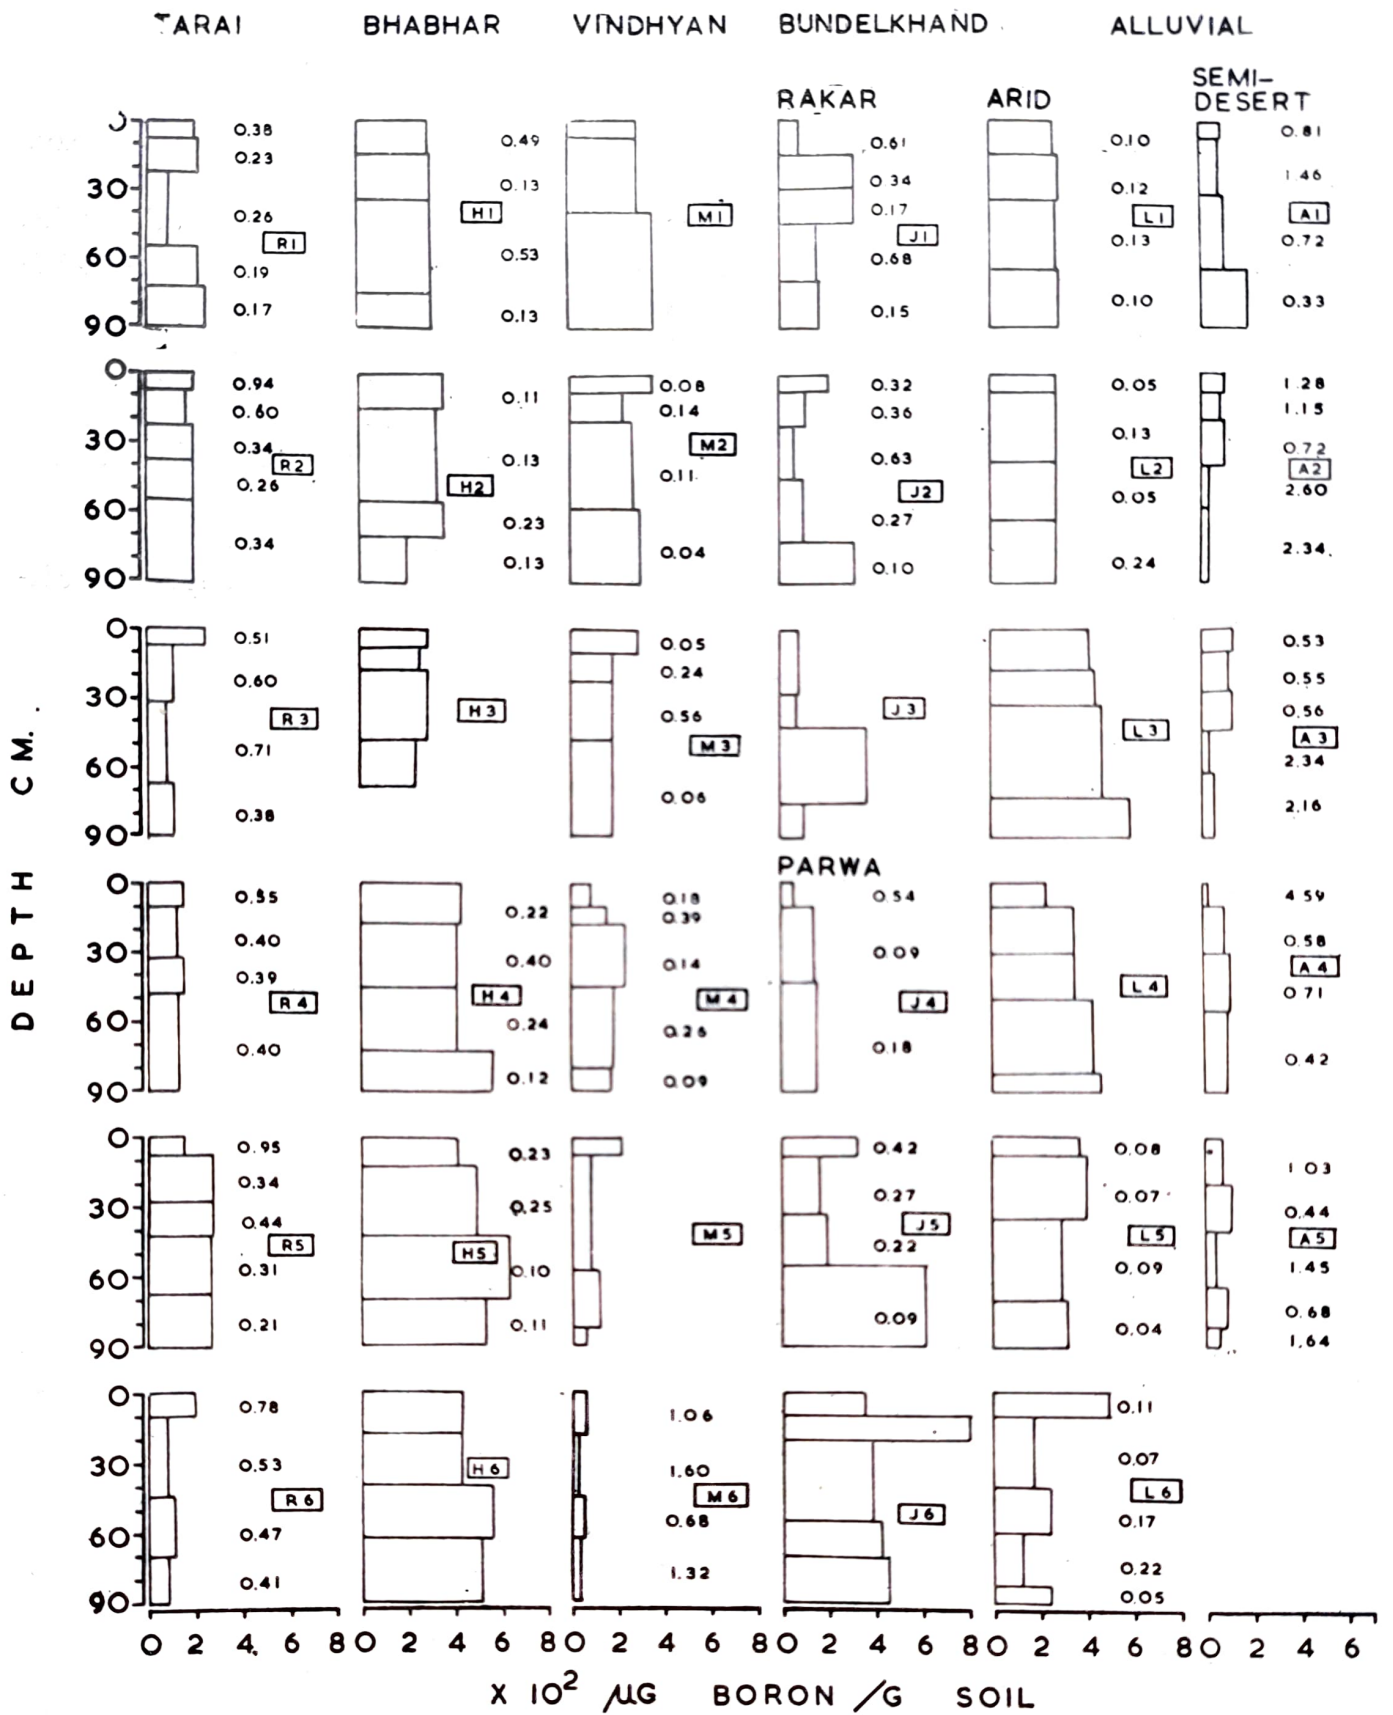 TARAI BHABHAR VINDHYAN BUNDELKHAND ALLUVIAL
RAKAR ARID SEMI-DESERT
0 0.38 0.49 0.61 0.10 0.81
0.23 0.13 0.34 0.12 1.46
30 0.26 H1 M1 0.17 L1 A1
R1 0.53 J1 0.13 0.72
60 0.19 0.68
0.17 0.13 0.15 0.10 0.33
90
0 0.94 0.11 0.08 0.32 0.05 1.28
0.60 0.14 0.36 1.15
30 0.34 0.13 M2 0.63 0.13 0.72
R2 H2 0.11 J2 L2 A2
0.26 0.05 2.60
60 0.23 0.27
0.34 0.13 0.04 0.10 0.24 2.34
90
0 0.51 0.05 0.53
0.60 0.24 0.55
30 R3 H3 0.56 J3 L3 0.56
0.71 M3 A3
60 2.34
0.38 0.06 2.16
90
PARWA
0 0.55 0.22 0.18 0.54 4.59
0.40 0.39 0.58
30 0.39 0.40 0.14 0.09 A4
R4 H4 M4 J4 L4 0.71
60 0.40 0.24 0.26 0.18 0.42
0.12 0.09
90
0 0.95 0.23 0.42 0.08 1.03
0.34 0.25 0.27 0.07 0.44
30 0.44 M5 J5 L5 A5
R5 H5 0.22
60 0.31 0.10 0.09 1.45
0.21 0.11 0.09 0.04 0.68
90 1.64
0 0.78 1.06 0.11
30 0.53 H6 1.60 0.07
R6 M6 J6 L6
60 0.47 0.68 0.17
0.41 1.32 0.22
90 0.05
0 2 4 6 8 0 2 4 6 8 0 2 4 6 8 0 4 8 0 2 4 6 8 0 2 4 6
X 10² µG BORON /G SOIL
DEPTH CM.